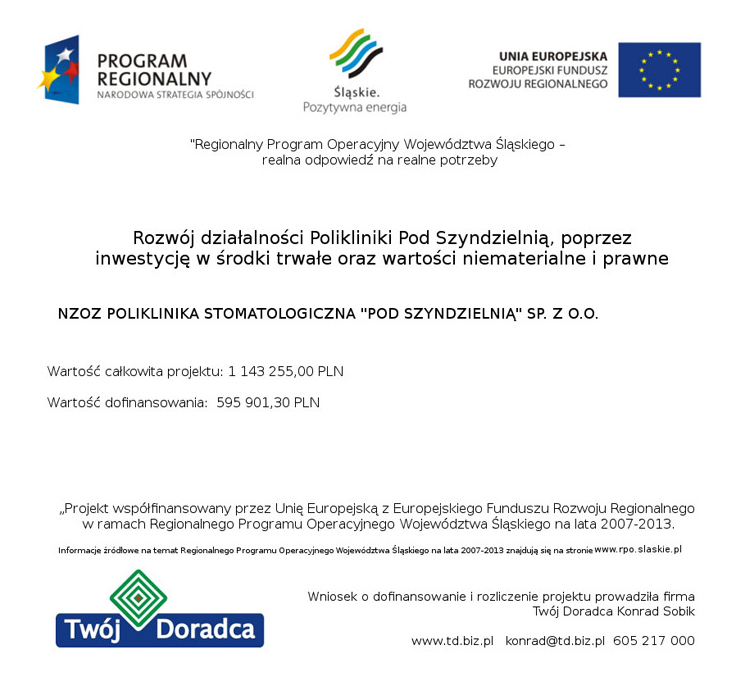 PROGRAM
REGIONALNY
NARODOWA STRATEGIA SPÓJNOŚCI
Śląskie.
Pozytywna energia
UNIA EUROPEJSKA
EUROPEJSKI FUNDUSZ
ROZWOJU REGIONALNEGO
"Regionalny Program Operacyjny Województwa Śląskiego –
realna odpowiedź na realne potrzeby
Rozwój działalności Polikliniki Pod Szyndzielnią, poprzez
inwestycję w środki trwałe oraz wartości niematerialne i prawne
NZOZ POLIKLINIKA STOMATOLOGICZNA "POD SZYNDZIELNIĄ" SP. Z O.O.
Wartość całkowita projektu: 1 143 255,00 PLN
Wartość dofinansowania: 595 901,30 PLN
„Projekt współfinansowany przez Unię Europejską z Europejskiego Funduszu Rozwoju Regionalnego
w ramach Regionalnego Programu Operacyjnego Województwa Śląskiego na lata 2007-2013.
Informacje źródłowe na temat Regionalnego Programu Operacyjnego Województwa Śląskiego na lata 2007-2013 znajdują się na stronie www.rpo.slaskie.pl
Twój Doradca
Wniosek o dofinansowanie i rozliczenie projektu prowadziła firma
Twój Doradca Konrad Sobik
www.td.biz.pl konrad@td.biz.pl 605 217 000